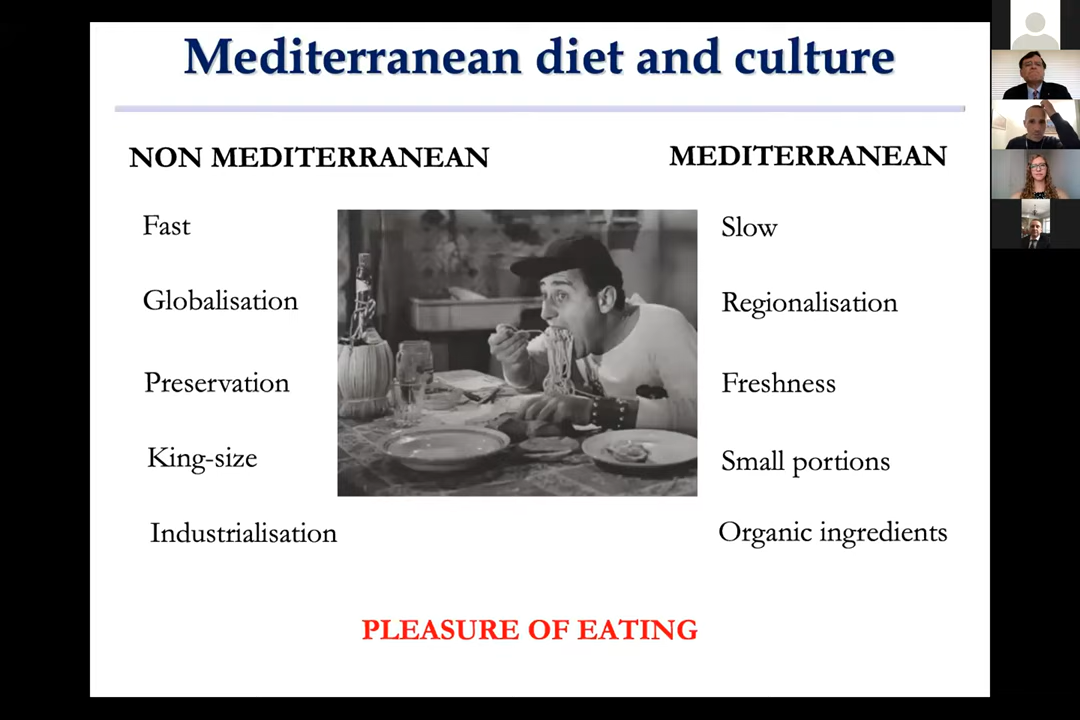 Mediterranean diet and culture
NON MEDITERRANEAN
MEDITERRANEAN
Fast
Slow
Globalisation
Regionalisation
Preservation
Freshness
King-size
Small portions
Industrialisation
Organic ingredients
PLEASURE OF EATING